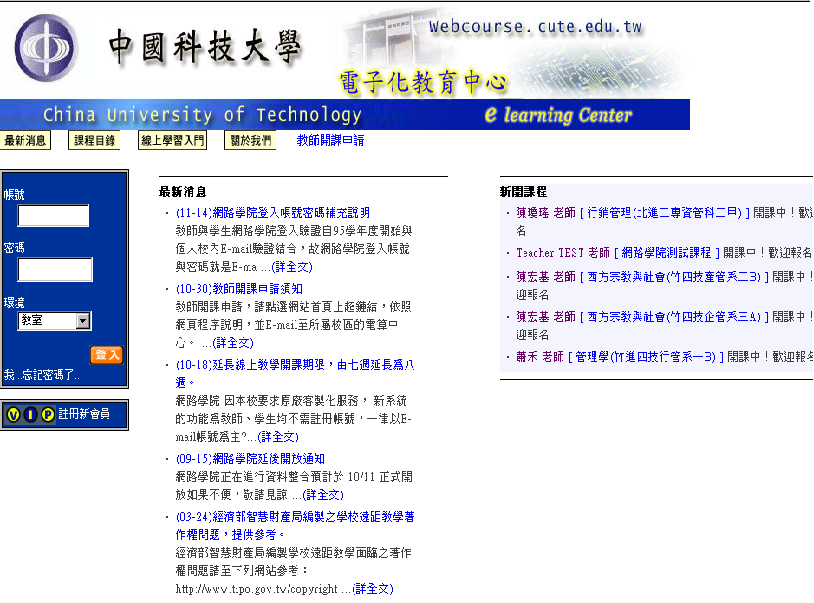 中國科技大學
Webcourse.cute.edu.tw
電子化教育中心
China University of Technology
e learning Center
最新消息
課程目錄
線上學習入門
關於我們
教師開課申請
帳號
密碼
環境
教室
登入
我..忘記密碼了..
V I P 註冊新會員
最新消息
‧ (11-14)網路學院登入帳號密碼補充說明
教師與學生網路學院登入驗證自95學年度開始與
個人校內E-mail驗證結合，故網路學院登入帳號
與密碼就是E-ma ...(詳全文)
‧ (10-30)教師開課申請須知
教師開課申請，請點選網站首頁上超鏈結，依照
網頁程序說明，並E-mail至所屬校區的電算中
心。 ...(詳全文)
‧ (10-18)延長線上教學開課期限，由七週延長為八
週。
網路學院 因本校要求原廠客製化服務， 新系統
的功能為教師、學生均不需註冊帳號，一律以E-
mail帳號為主?...(詳全文)
‧ (09-15)網路學院延後開放通知
網路學院正在進行資料整合預計於 10/11 正式開
放如果不便，敬請見諒 ...(詳全文)
‧ (03-24)經濟部智慧財產局編製之學校遠距教學著
作權問題，提供參考。
經濟部智慧財產局編製學校遠距教學面臨之著作
權問題請至下列網站參考：
http://www.tipo.gov.tw/copyright ...(詳全文)
新開課程
‧ 陳瓊瑤 老師 [ 行銷管理(北進二專資管科二甲) ] 開課中！歡迎
名
‧ Teacher TEST 老師 [ 網路學院測試課程 ] 開課中！歡迎報名
‧ 陳宏基 老師 [ 西方宗教與社會(竹四技產管系二B) ] 開課中！
迎報名
‧ 陳宏基 老師 [ 西方宗教與社會(竹四技企管系三A) ] 開課中！
迎報名
‧ 蕭禾 老師 [ 管理學(竹進四技行管系一B) ] 開課中！歡迎報名